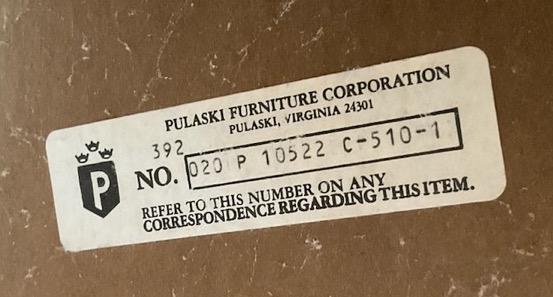 PULASKI FURNITURE CORPORATION
PULASKI, VIRGINIA 24301
392
P
NO. 020 P 10522 C-510-1
REFER TO THIS NUMBER ON ANY
CORRESPONDENCE REGARDING THIS ITEM.